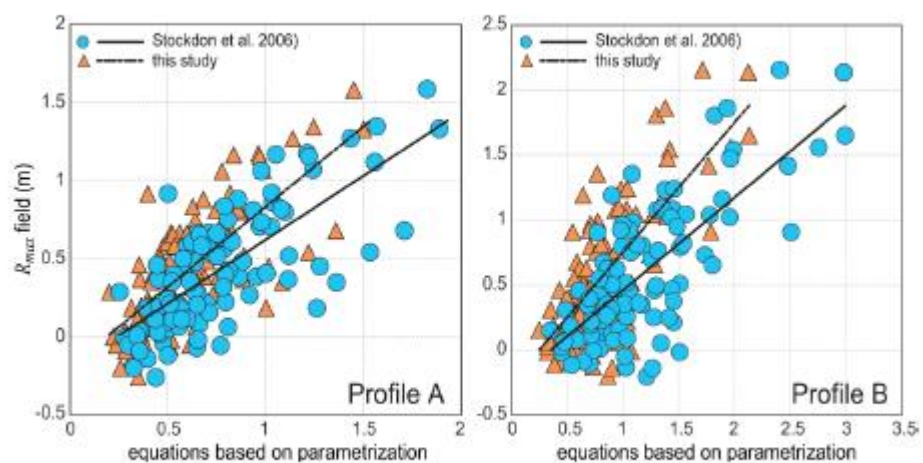 Stockdon et al. 2006)
this study
2
1.5
1
0.5
0
-0.5
R_max field (m)
0
0.5
1
1.5
2
Profile A
equations based on parametrization
Stockdon et al. 2006)
this study
2.5
2
1.5
1
0.5
0
-0.5
0
0.5
1
1.5
2
2.5
3
3.5
Profile B
equations based on parametrization